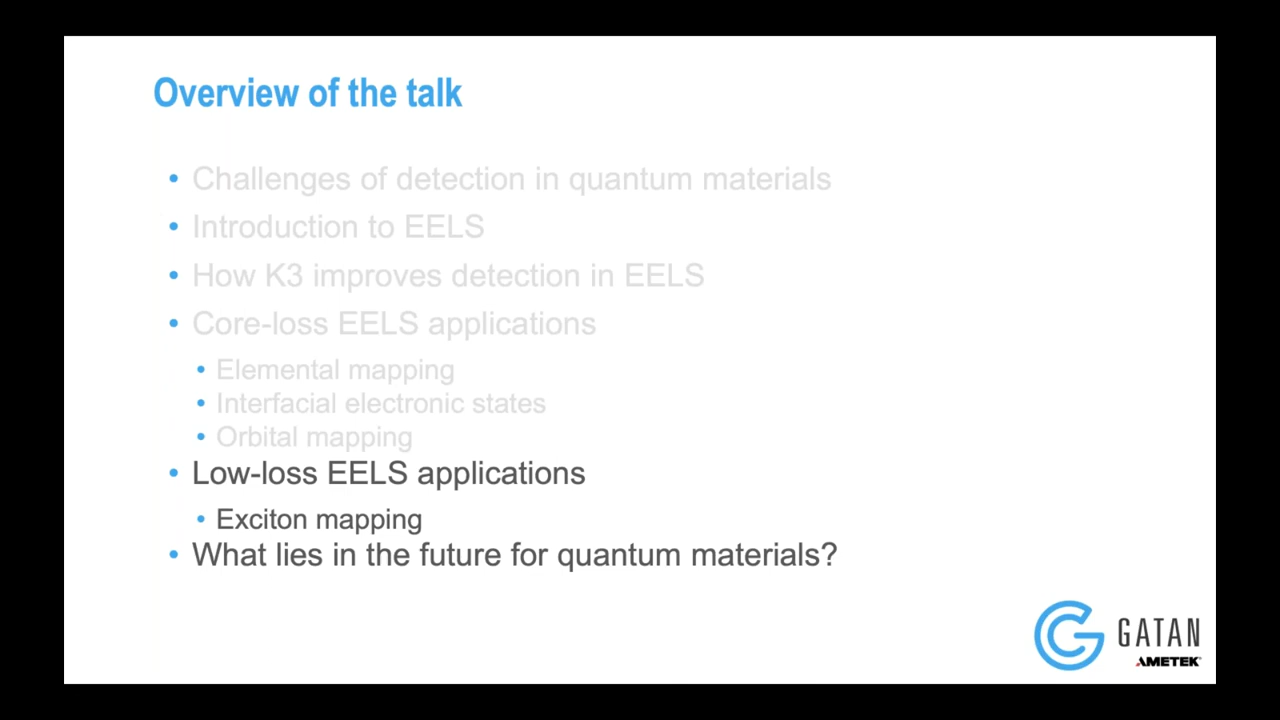 Overview of the talk
• Challenges of detection in quantum materials
• Introduction to EELS
• How K3 improves detection in EELS
• Core-loss EELS applications
• Elemental mapping
• Interfacial electronic states
• Orbital mapping
• Low-loss EELS applications
• Exciton mapping
• What lies in the future for quantum materials?
GATAN
AMETEK